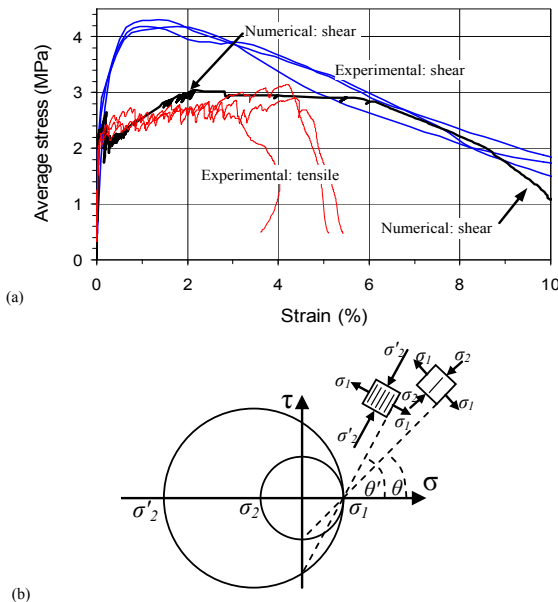 4
3
2
1
0
Average stress (MPa)
Numerical: shear
Experimental: shear
Experimental: tensile
Numerical: shear
0 2 4 6 8 10
Strain (%)
(a)
σ'2
σ1
σ2
σ1
σ2
σ1
σ1
σ'2
τ
σ
θ' θ
σ'2 σ2 σ1
(b)